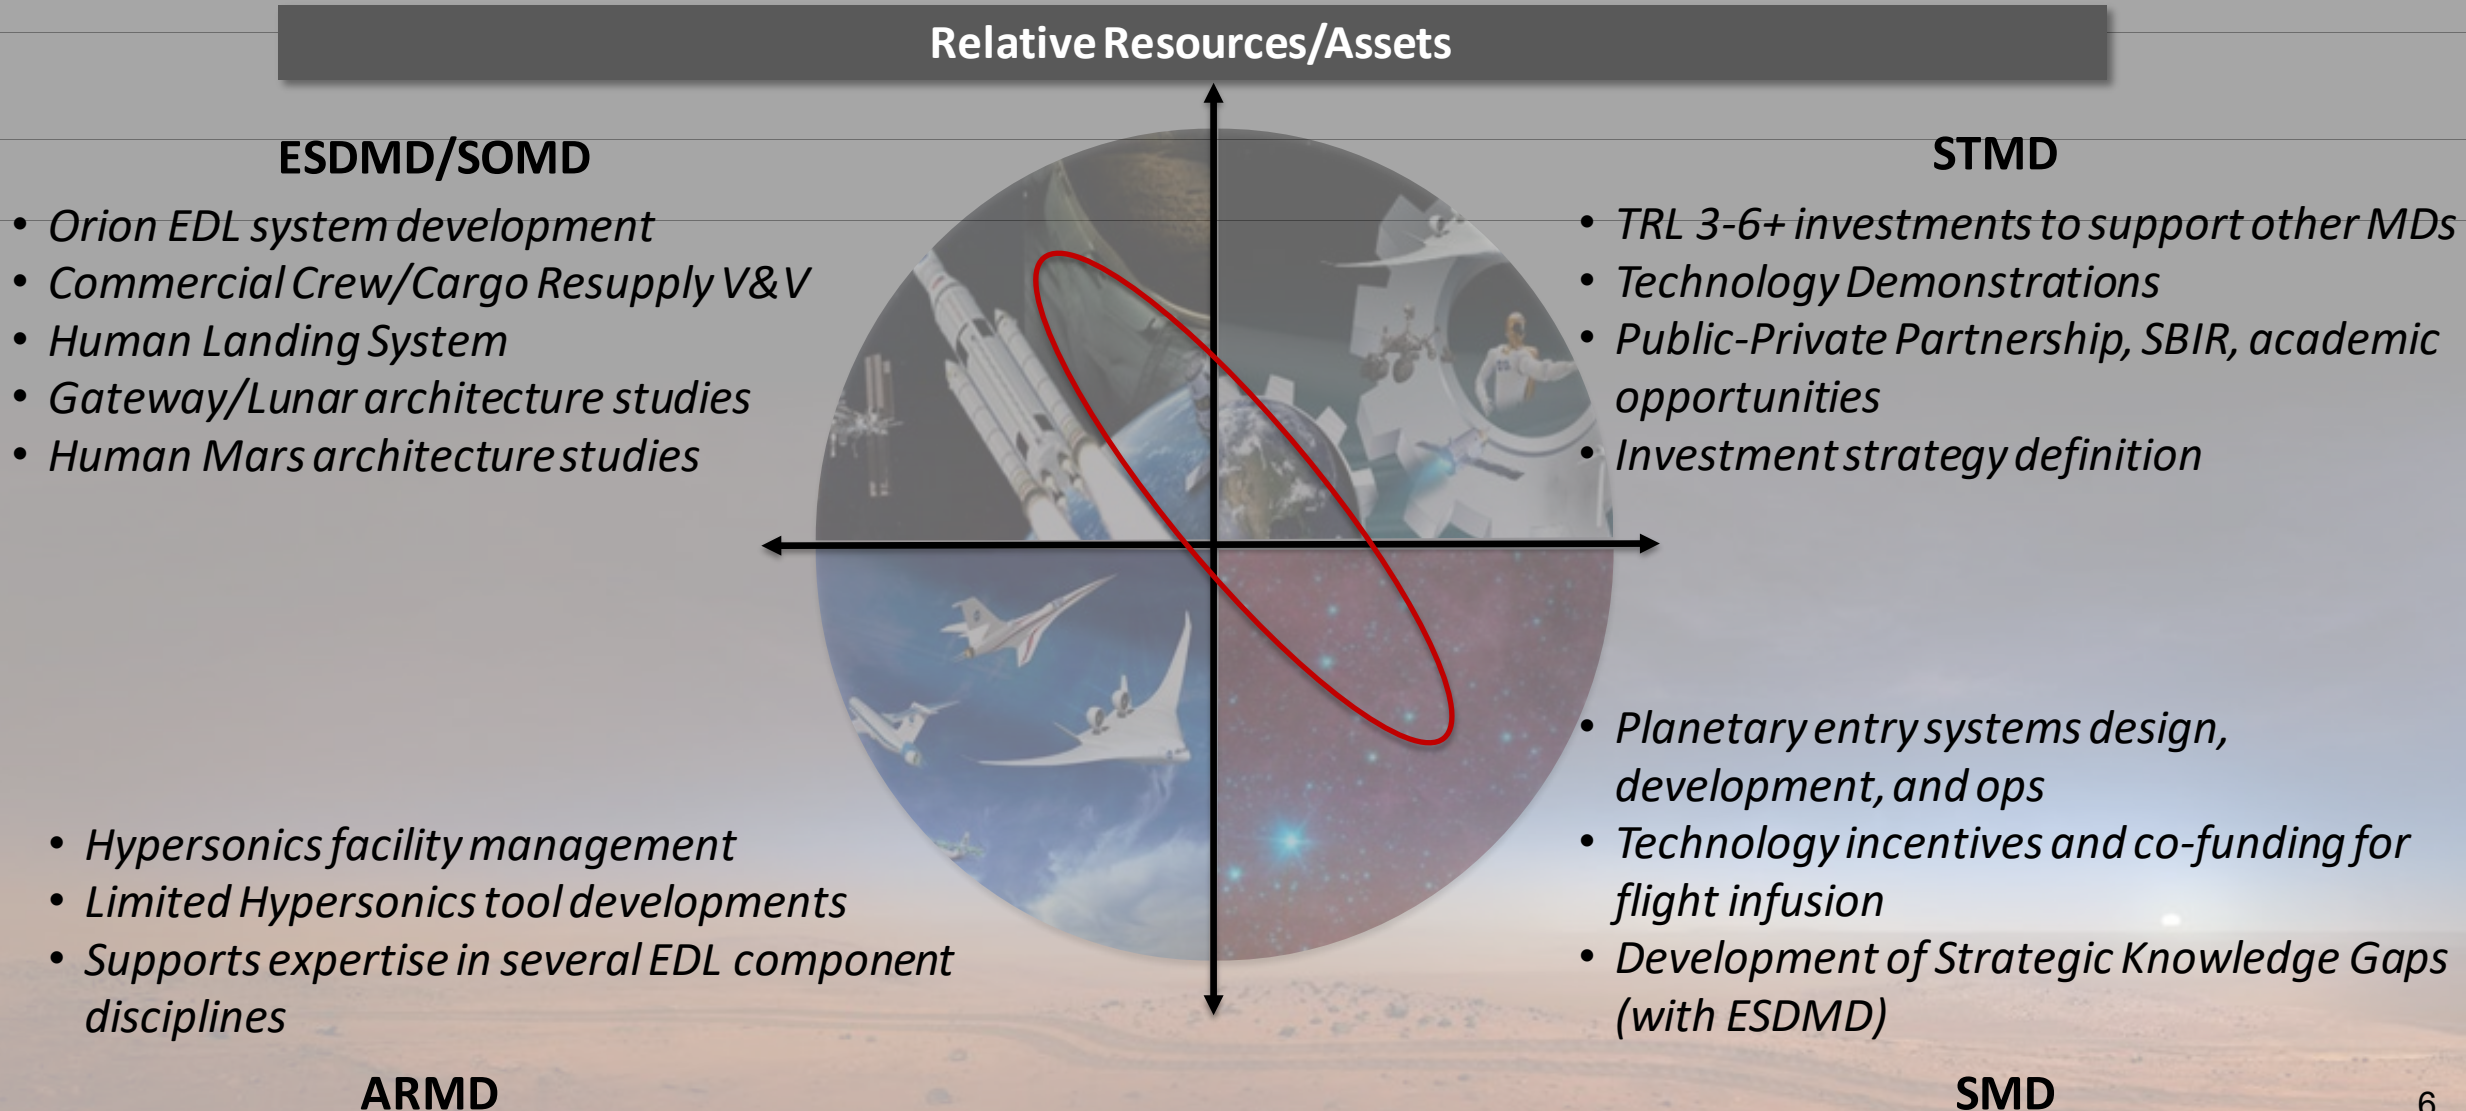 Relative Resources/Assets
ESDMD/SOMD
• Orion EDL system development
• Commercial Crew/Cargo Resupply V&V
• Human Landing System
• Gateway/Lunar architecture studies
• Human Mars architecture studies
STMD
• TRL 3-6+ investments to support other MDs
• Technology Demonstrations
• Public-Private Partnership, SBIR, academic
opportunities
• Investment strategy definition
• Hypersonics facility management
• Limited Hypersonics tool developments
• Supports expertise in several EDL component
disciplines
ARMD
• Planetary entry systems design,
development, and ops
• Technology incentives and co-funding for
flight infusion
• Development of Strategic Knowledge Gaps
(with ESDMD)
SMD
6